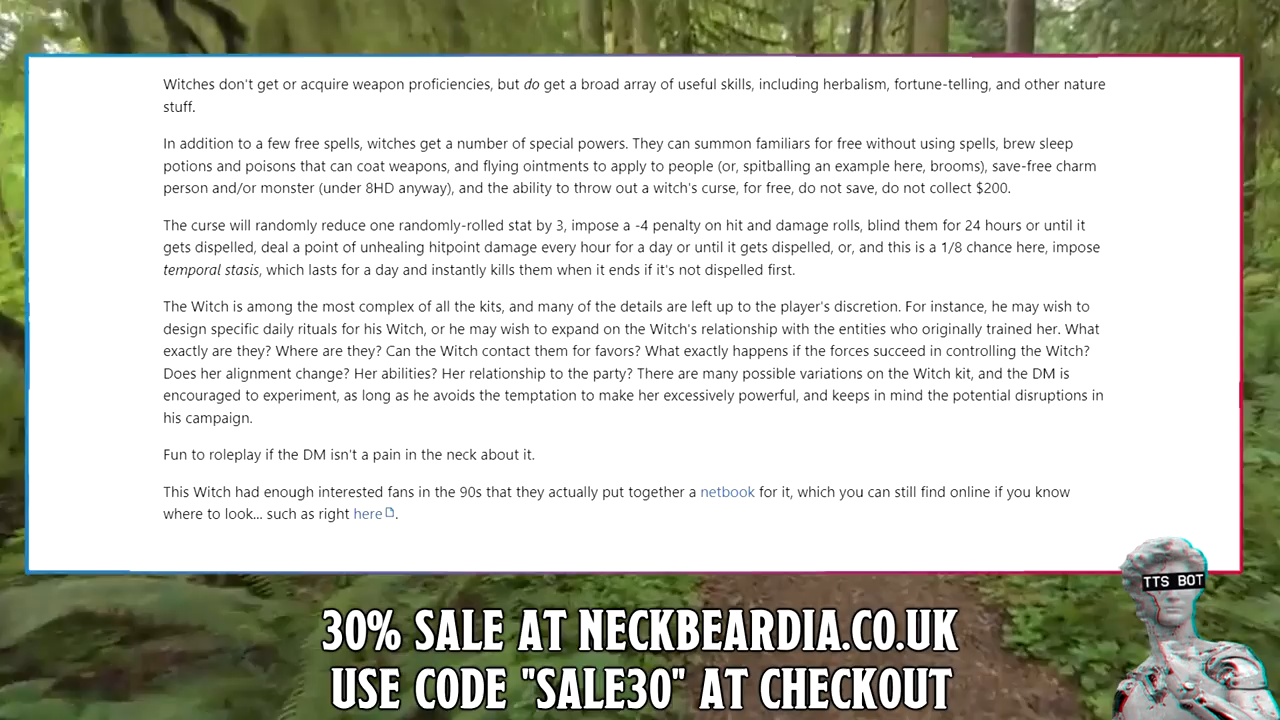 Witches don't get or acquire weapon proficiencies, but do get a broad array of useful skills, including herbalism, fortune-telling, and other nature
stuff.
In addition to a few free spells, witches get a number of special powers. They can summon familiars for free without using spells, brew sleep
potions and poisons that can coat weapons, and flying ointments to apply to people (or, spitballing an example here, brooms), save-free charm
person and/or monster (under 8HD anyway), and the ability to throw out a witch's curse, for free, do not save, do not collect $200.
The curse will randomly reduce one randomly-rolled stat by 3, impose a -4 penalty on hit and damage rolls, blind them for 24 hours or until it
gets dispelled, deal a point of unhealing hitpoint damage every hour for a day or until it gets dispelled, or, and this is a 1/8 chance here, impose
temporal stasis, which lasts for a day and instantly kills them when it ends if it's not dispelled first.
The Witch is among the most complex of all the kits, and many of the details are left up to the player's discretion. For instance, he may wish to
design specific daily rituals for his Witch, or he may wish to expand on the Witch's relationship with the entities who originally trained her. What
exactly are they? Where are they? Can the Witch contact them for favors? What exactly happens if the forces succeed in controlling the Witch?
Does her alignment change? Her abilities? Her relationship to the party? There are many possible variations on the Witch kit, and the DM is
encouraged to experiment, as long as he avoids the temptation to make her excessively powerful, and keeps in mind the potential disruptions in
his campaign.
Fun to roleplay if the DM isn't a pain in the neck about it.
This Witch had enough interested fans in the 90s that they actually put together a netbook for it, which you can still find online if you know
where to look... such as right here.
TTS BOT
30% SALE AT NECKBEARDIA.CO.UK
USE CODE "SALE30" AT CHECKOUT